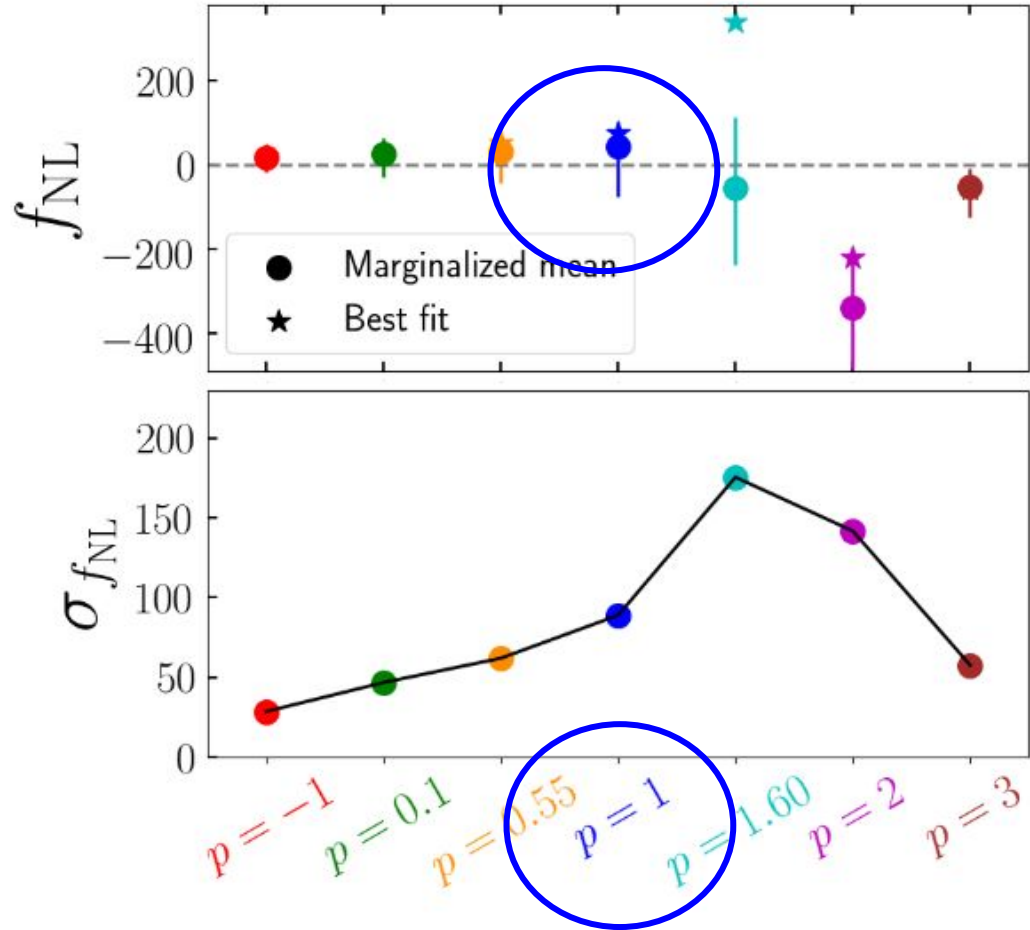 200
0
−200
−400
f_NL
Marginalized mean
Best fit
200
150
100
50
0
σ_f_NL
p = −1
p = 0.1
p = 0.55
p = 1
p = 1.60
p = 2
p = 3